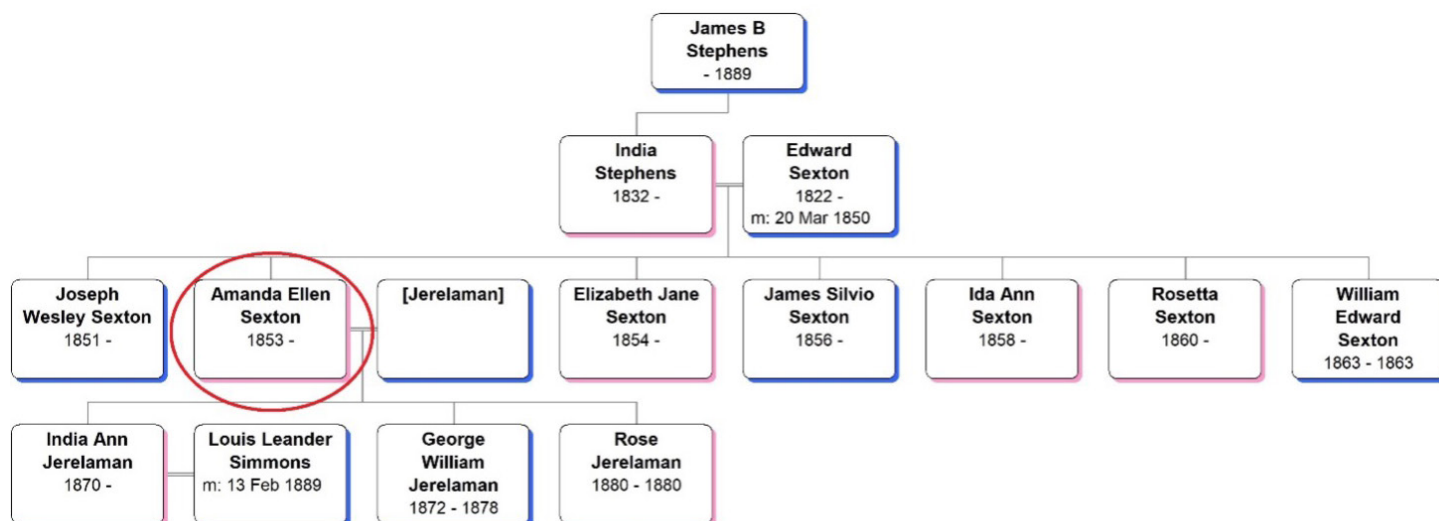 James B
Stephens
- 1889
India
Stephens
1832 -
Edward
Sexton
1822 -
m: 20 Mar 1850
Joseph
Wesley Sexton
1851 -
Amanda Ellen
Sexton
1853 -
[Jerelaman]
Elizabeth Jane
Sexton
1854 -
James Silvio
Sexton
1856 -
Ida Ann
Sexton
1858 -
Rosetta
Sexton
1860 -
William
Edward
Sexton
1863 - 1863
India Ann
Jerelaman
1870 -
Louis Leander
Simmons
m: 13 Feb 1889
George
William
Jerelaman
1872 - 1878
Rose
Jerelaman
1880 - 1880